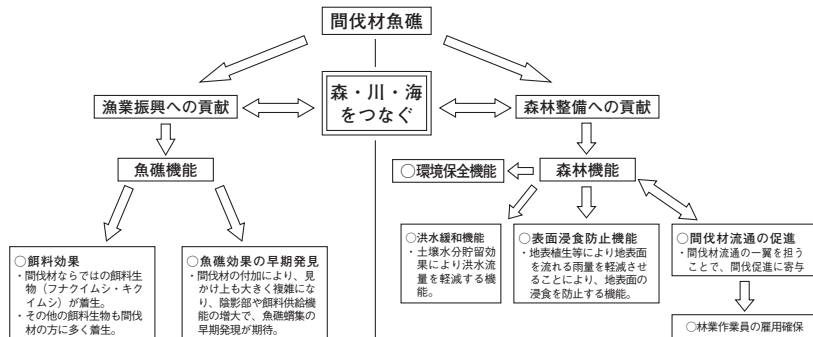 間伐材魚礁
森・川・海
をつなぐ
漁業振興への貢献
森林整備への貢献
魚礁機能
○環境保全機能
森林機能
○餌料効果
・間伐材ならではの餌料生
物（フナクイムシ・キク
イムシ）が着生。
・その他の餌料生物も間伐
材の方に多く着生。
○魚礁効果の早期発見
・間伐材の付加により、見
かけ上も大きく複雑にな
り、陰影部や餌料供給機
能の増大で、魚礁蝟集の
早期発現が期待。
○洪水緩和機能
・土壌水分貯留効
果により洪水流
量を軽減する機
能。
○表面浸食防止機能
・地表植生等により地表面
を流れる雨量を軽減させ
ることにより、地表面の
浸食を防止する機能。
○間伐材流通の促進
・間伐材流通の一翼を担う
ことで、間伐促進に寄与
○林業作業員の雇用確保